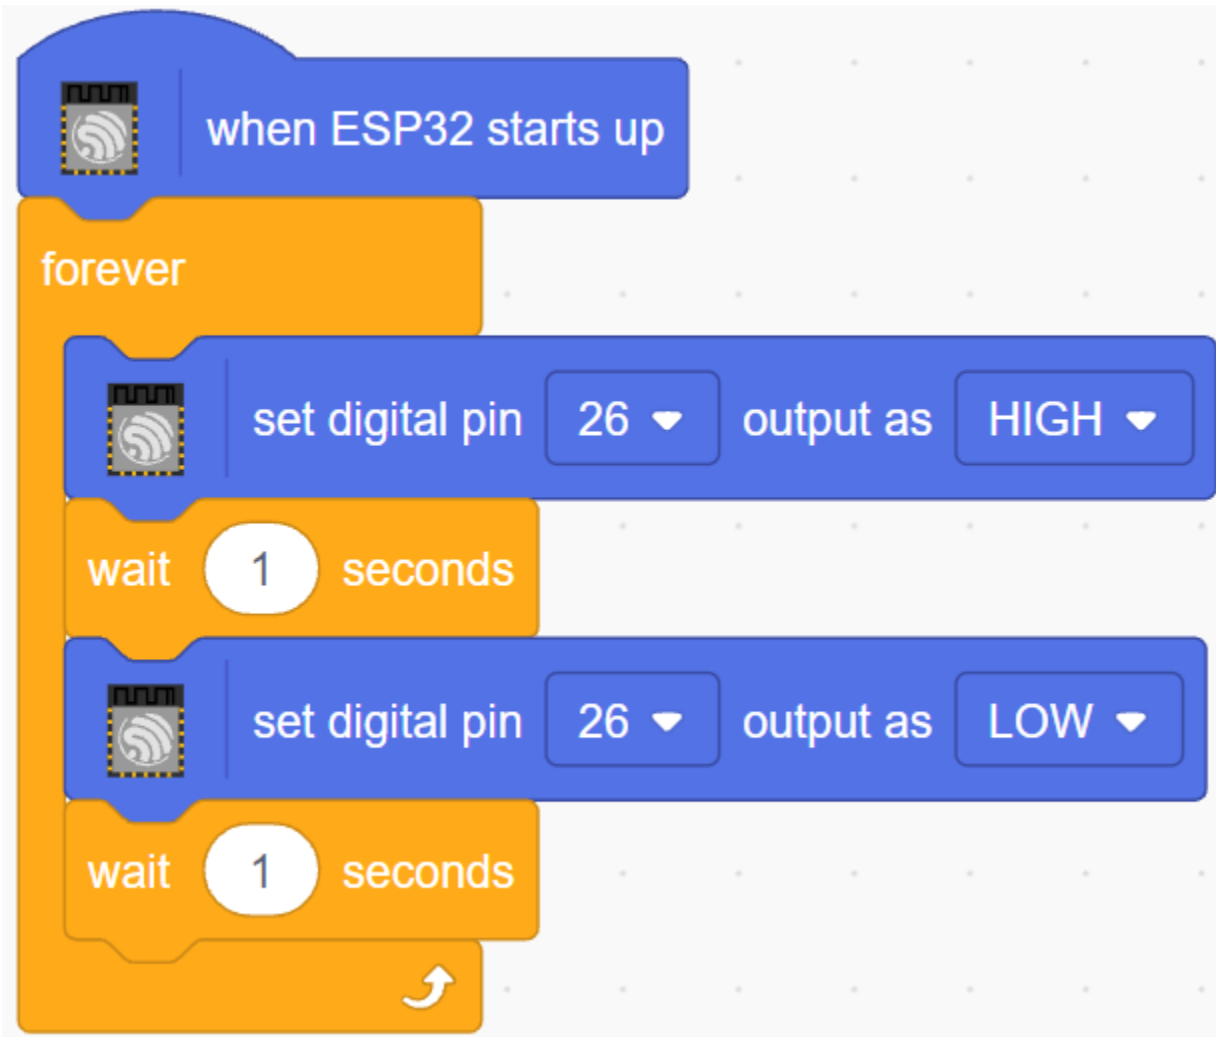 when ESP32 starts up
forever
set digital pin 26 output as HIGH
wait 1 seconds
set digital pin 26 output as LOW
wait 1 seconds